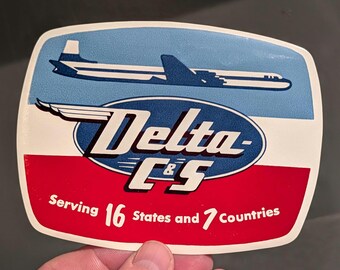 Delta-
C&S
Serving 16 States and 7 Countries